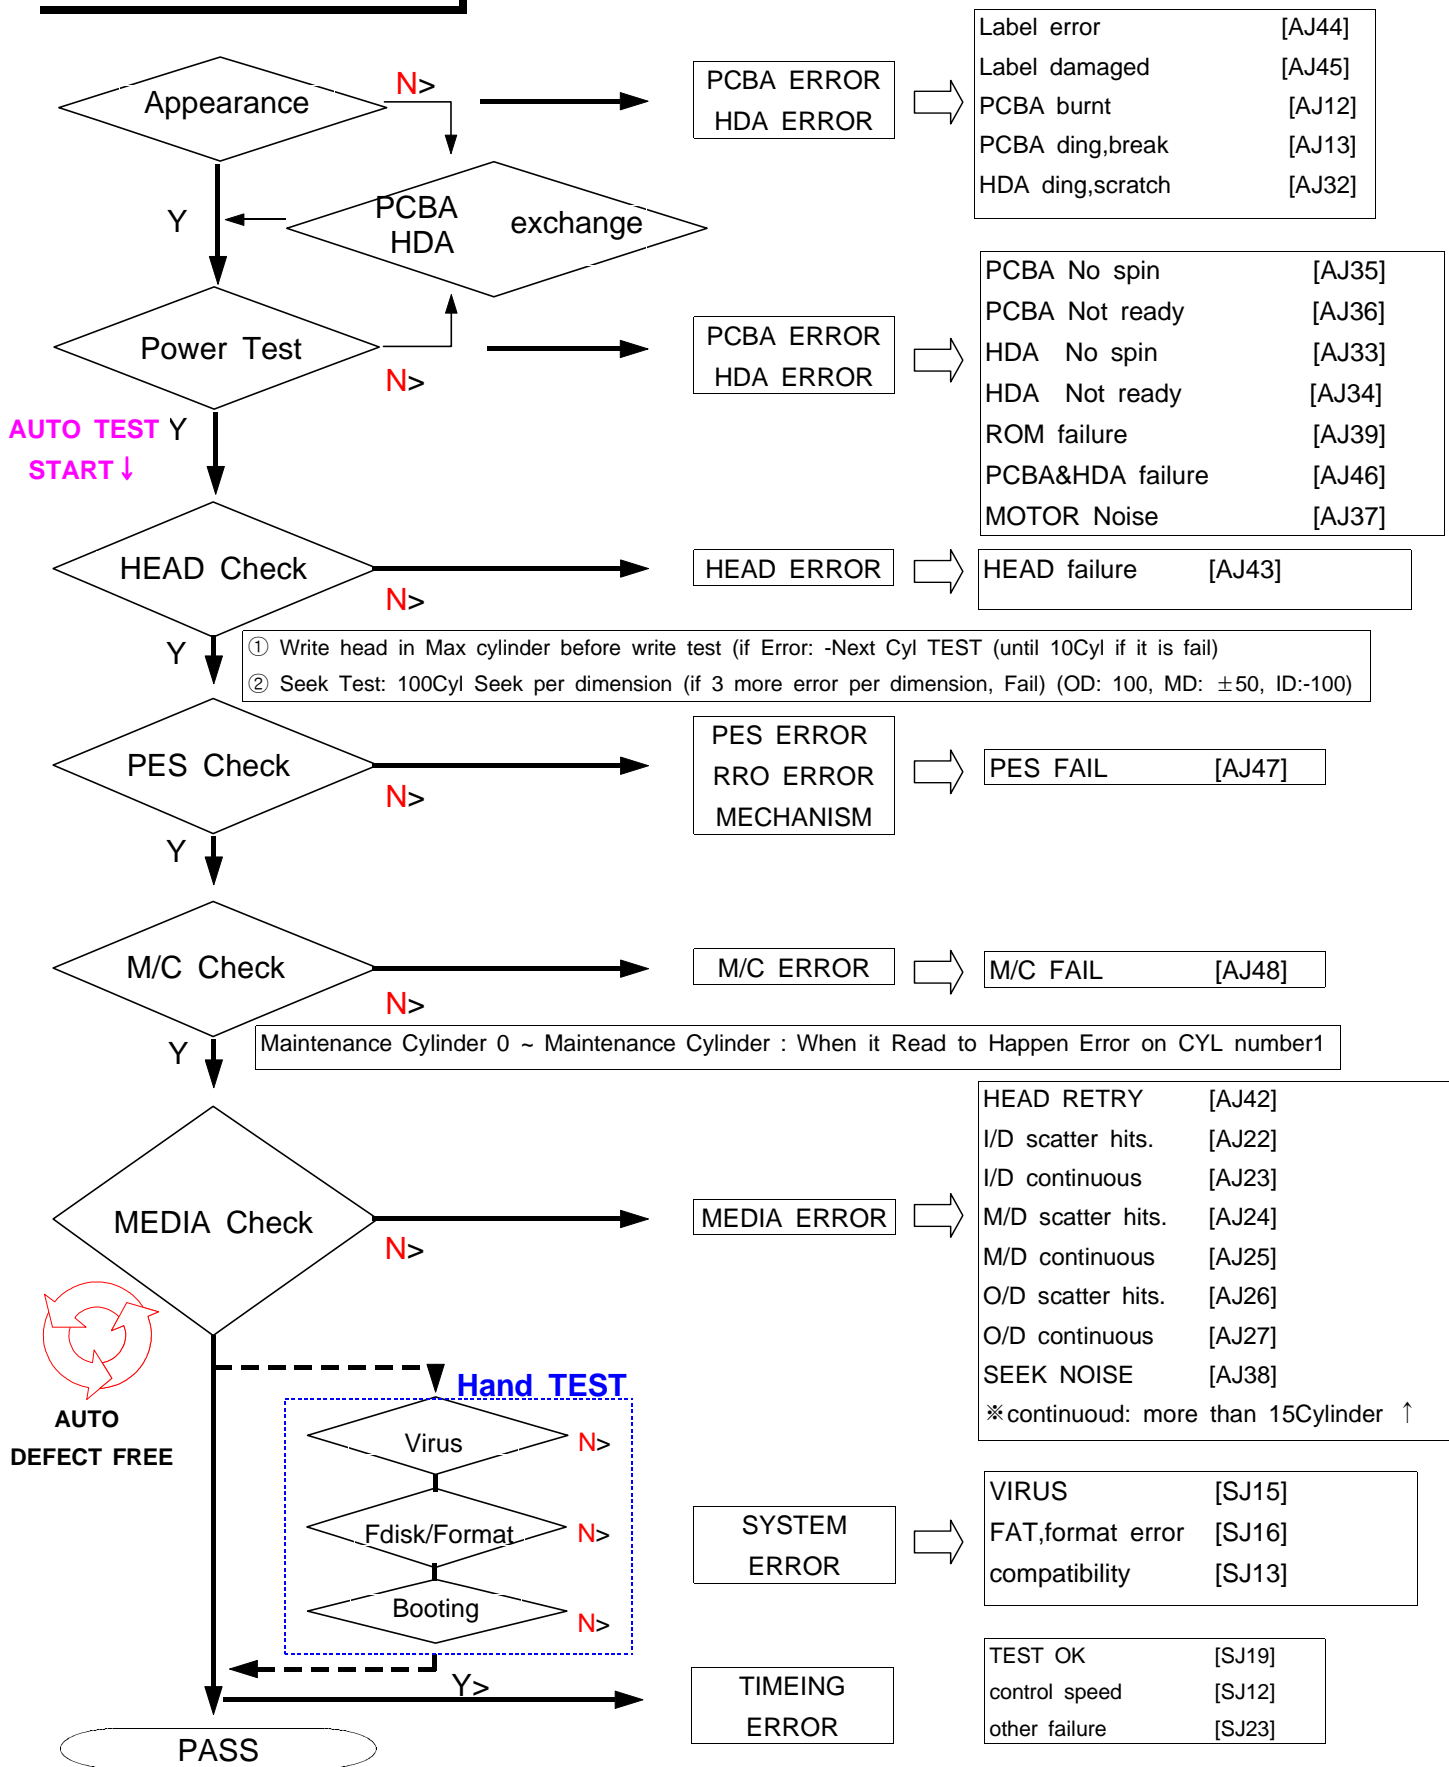 Appearance
N>
PCBA ERROR
HDA ERROR
Label error [AJ44]
Label damaged [AJ45]
PCBA burnt [AJ12]
PCBA ding,break [AJ13]
HDA ding,scratch [AJ32]
Y
PCBA
HDA
exchange
Power Test
N>
PCBA ERROR
HDA ERROR
PCBA No spin [AJ35]
PCBA Not ready [AJ36]
HDA No spin [AJ33]
HDA Not ready [AJ34]
ROM failure [AJ39]
PCBA&HDA failure [AJ46]
MOTOR Noise [AJ37]
AUTO TEST
START↓
Y
HEAD Check
N>
HEAD ERROR
HEAD failure [AJ43]
Y
① Write head in Max cylinder before write test (if Error: -Next Cyl TEST (until 10Cyl if it is fail)
② Seek Test: 100Cyl Seek per dimension (if 3 more error per dimension, Fail) (OD: 100, MD: ±50, ID:-100)
PES Check
N>
PES ERROR
RRO ERROR
MECHANISM
PES FAIL [AJ47]
Y
M/C Check
N>
M/C ERROR
M/C FAIL [AJ48]
Y
Maintenance Cylinder 0 ~ Maintenance Cylinder : When it Read to Happen Error on CYL number1
MEDIA Check
N>
MEDIA ERROR
HEAD RETRY [AJ42]
I/D scatter hits. [AJ22]
I/D continuous [AJ23]
M/D scatter hits. [AJ24]
M/D continuous [AJ25]
O/D scatter hits. [AJ26]
O/D continuous [AJ27]
SEEK NOISE [AJ38]
※continuoud: more than 15Cylinder ↑
AUTO
DEFECT FREE
Hand TEST
Virus
N>
Fdisk/Format
N>
Booting
N>
SYSTEM
ERROR
VIRUS [SJ15]
FAT,format error [SJ16]
compatibility [SJ13]
Y>
TIMEING
ERROR
TEST OK [SJ19]
control speed [SJ12]
other failure [SJ23]
PASS